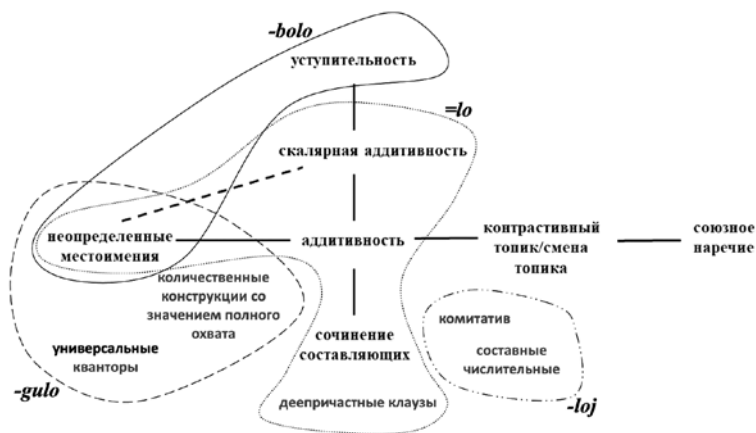 -bolo
уступительность
=lo
скалярная аддитивность
неопределенные
местоимения
аддитивность
контрастивный
топик/смена
топика
союзное
наречие
количественные
конструкции со
значением полного
охвата
универсальные
кванторы
сочинение
составляющих
комитатив
составные
числительные
-gulo
деепричастные клаузы
-loj